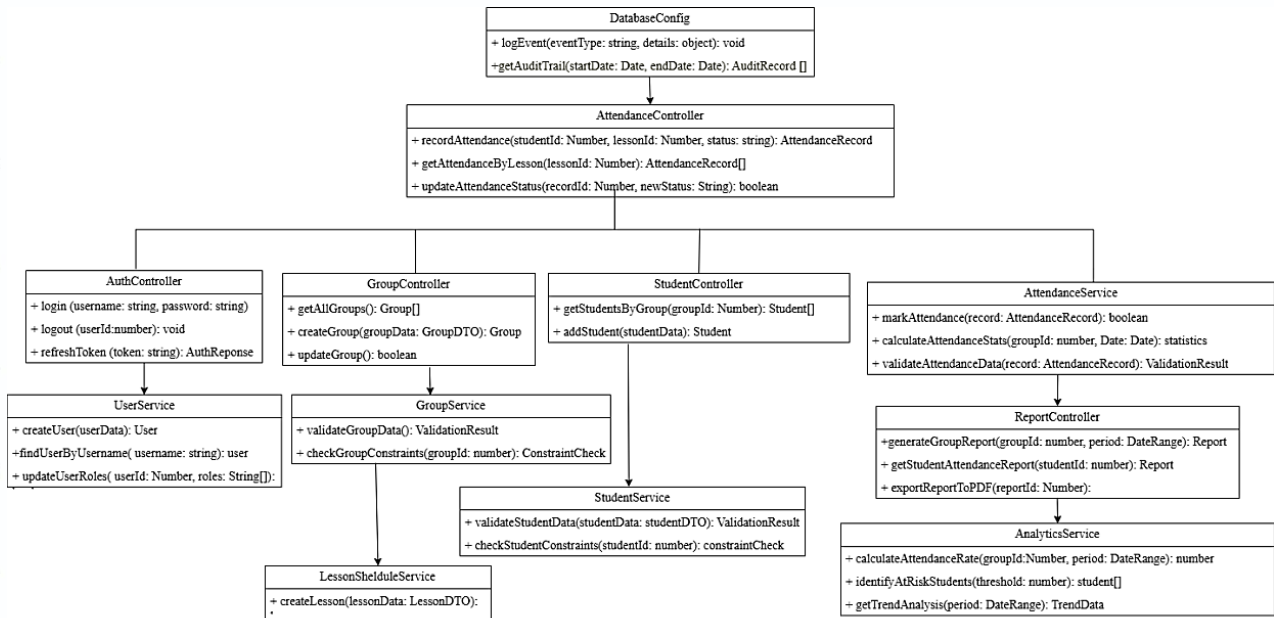 DatabaseConfig
+ logEvent(eventType: string, details: object): void
+getAuditTrail(startDate: Date, endDate: Date): AuditRecord []
AttendanceController
+ recordAttendance(studentId: Number, lessonId: Number, status: string): AttendanceRecord
+ getAttendanceByLesson(lessonId: Number): AttendanceRecord[]
+ updateAttendanceStatus(recordId: Number, newStatus: String): boolean
AuthController
+ login (username: string, password: string)
+ logout (userId:number): void
+ refreshToken (token: string): AuthReponse
GroupController
+ getAllGroups(): Group[]
+ createGroup(groupData: GroupDTO): Group
+ updateGroup(): boolean
StudentController
+ getStudentsByGroup(groupId: Number): Student[]
+ addStudent(studentData): Student
AttendanceService
+ markAttendance(record: AttendanceRecord): boolean
+ calculateAttendanceStats(groupId: number, Date: Date): statistics
+ validateAttendanceData(record: AttendanceRecord): ValidationResult
UserService
+ createUser(userData): User
+findUserByUsername( username: string): user
+ updateUserRoles( userId: Number, roles: String[]):
GroupService
+ validateGroupData(): ValidationResult
+ checkGroupConstraints(groupId: number): ConstraintCheck
ReportController
+generateGroupReport(groupId: number, period: DateRange): Report
+ getStudentAttendanceReport(studentId: number): Report
+ exportReportToPDF(reportId: Number):
StudentService
+ validateStudentData(studentData: studentDTO): ValidationResult
+ checkStudentConstraints(studentId: number): constraintCheck
AnalyticsService
+ calculateAttendanceRate(groupId:Number, period: DateRange): number
+ identifyAtRiskStudents(threshold: number): student[]
+ getTrendAnalysis(period: DateRange): TrendData
LessonShelduleService
+ createLesson(lessonData: LessonDTO):